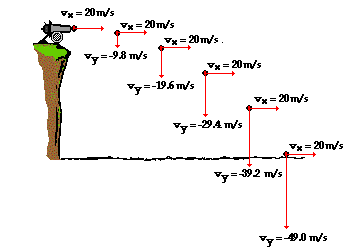 vx = 20 m/s
vx = 20 m/s
vy = -9.8 m/s
vx = 20 m/s .
vy = -19.6 m/s
vx = 20 m/s
vy = -29.4. m/s
vx = 20 m/s
vy = -39.2 m/s
vx = 20 m/s
vy = -49.0 m/s